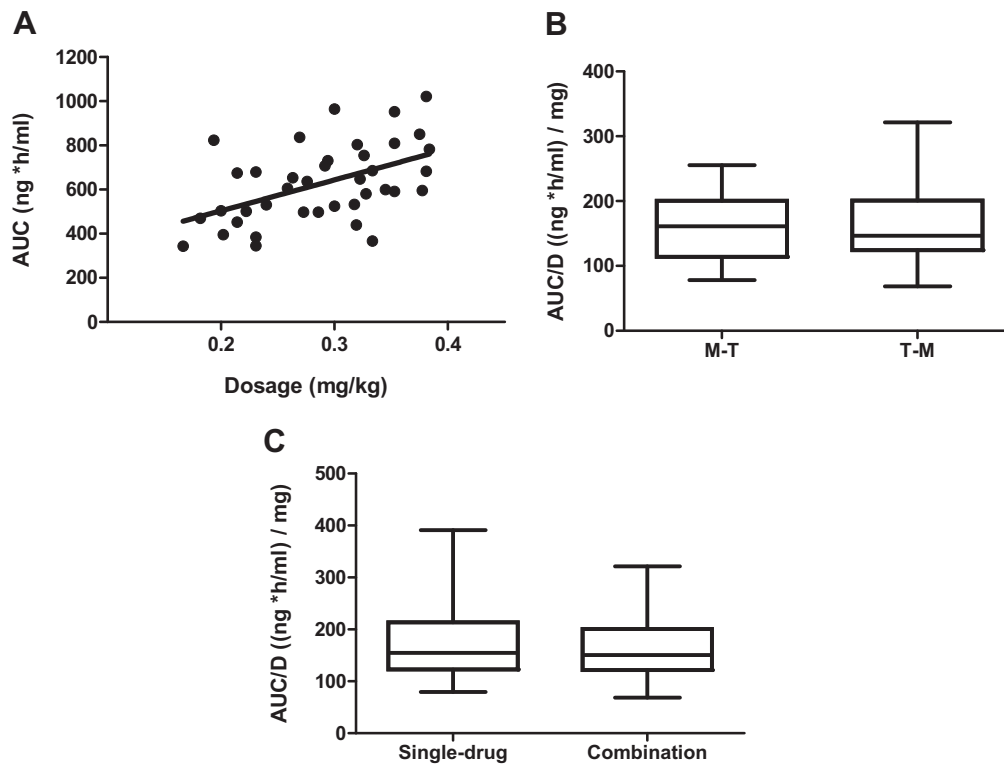 A
AUC (ng *h/ml)
1200
1000
800
600
400
200
0
0.2 0.3 0.4
Dosage (mg/kg)
B
AUC/D ((ng *h/ml) / mg)
400
300
200
100
0
M-T T-M
C
AUC/D ((ng *h/ml) / mg)
500
400
300
200
100
0
Single-drug Combination